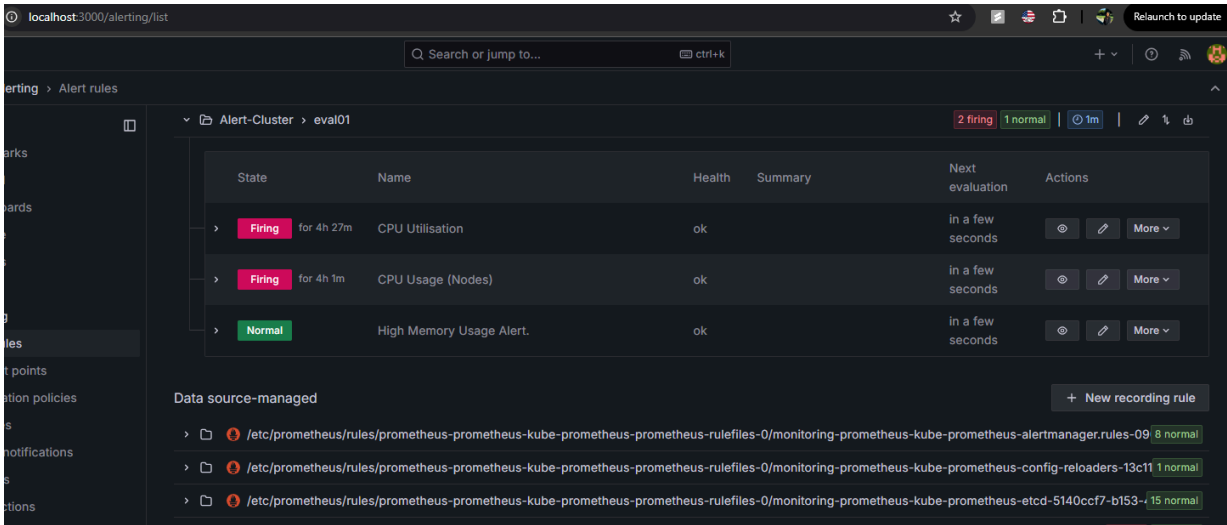 localhost:3000/alerting/list
Relaunch to update
Search or jump to...
ctrl+k
erting > Alert rules
Alert-Cluster > eval01
2 firing
1 normal
1m
arks
oards
State Name Health Summary Next evaluation Actions
Firing for 4h 27m CPU Utilisation ok in a few seconds More
Firing for 4h 1m CPU Usage (Nodes) ok in a few seconds More
Normal High Memory Usage Alert. ok in a few seconds More
les
t points
ation policies
notifications
ctions
Data source-managed
+ New recording rule
/etc/prometheus/rules/prometheus-prometheus-kube-prometheus-prometheus-rulefiles-0/monitoring-prometheus-kube-prometheus-alertmanager.rules-09 8 normal
/etc/prometheus/rules/prometheus-prometheus-kube-prometheus-prometheus-rulefiles-0/monitoring-prometheus-kube-prometheus-config-reloaders-13c11 1 normal
/etc/prometheus/rules/prometheus-prometheus-kube-prometheus-prometheus-rulefiles-0/monitoring-prometheus-kube-prometheus-etcd-5140ccf7-b153- 15 normal